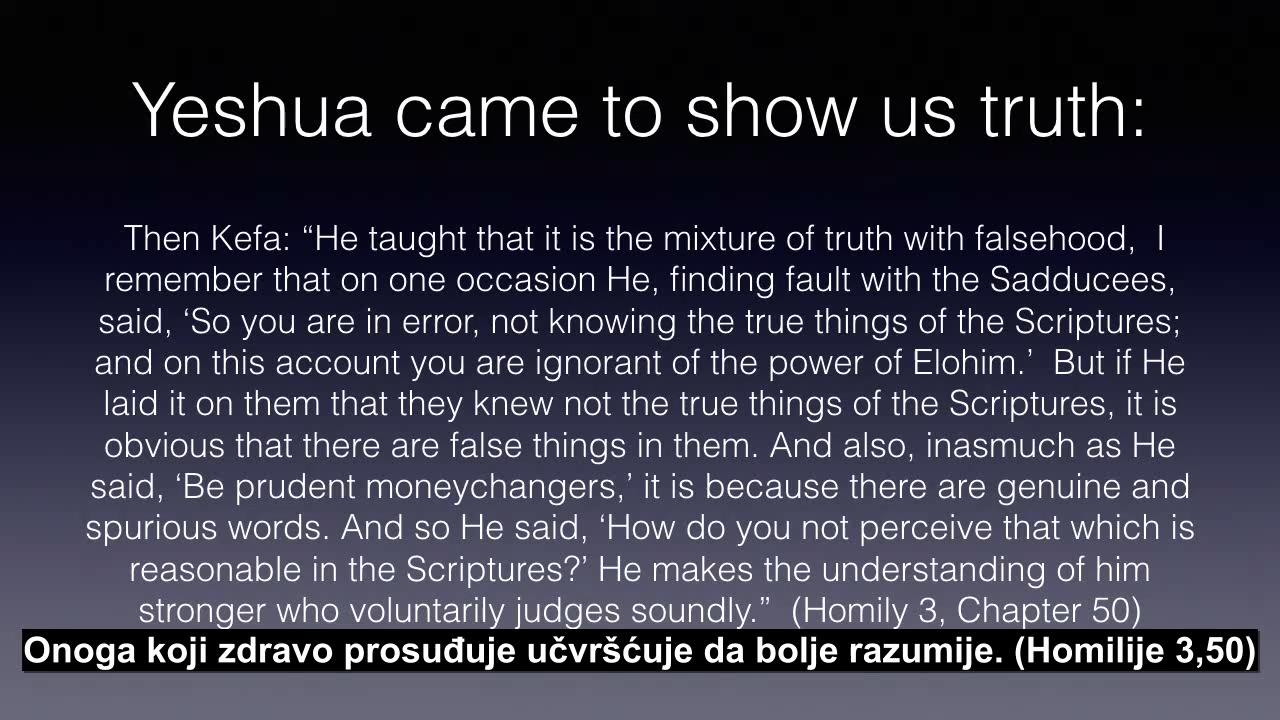 Yeshua came to show us truth:
Then Kefa: “He taught that it is the mixture of truth with falsehood,  I
remember that on one occasion He, finding fault with the Sadducees,
said, ‘So you are in error, not knowing the true things of the Scriptures;
and on this account you are ignorant of the power of Elohim.’  But if He
laid it on them that they knew not the true things of the Scriptures, it is
obvious that there are false things in them. And also, inasmuch as He
said, ‘Be prudent moneychangers,’ it is because there are genuine and
spurious words. And so He said, ‘How do you not perceive that which is
reasonable in the Scriptures?’ He makes the understanding of him
stronger who voluntarily judges soundly.”  (Homily 3, Chapter 50)
Onoga koji zdravo prosuđuje učvršćuje da bolje razumije. (Homilije 3,50)